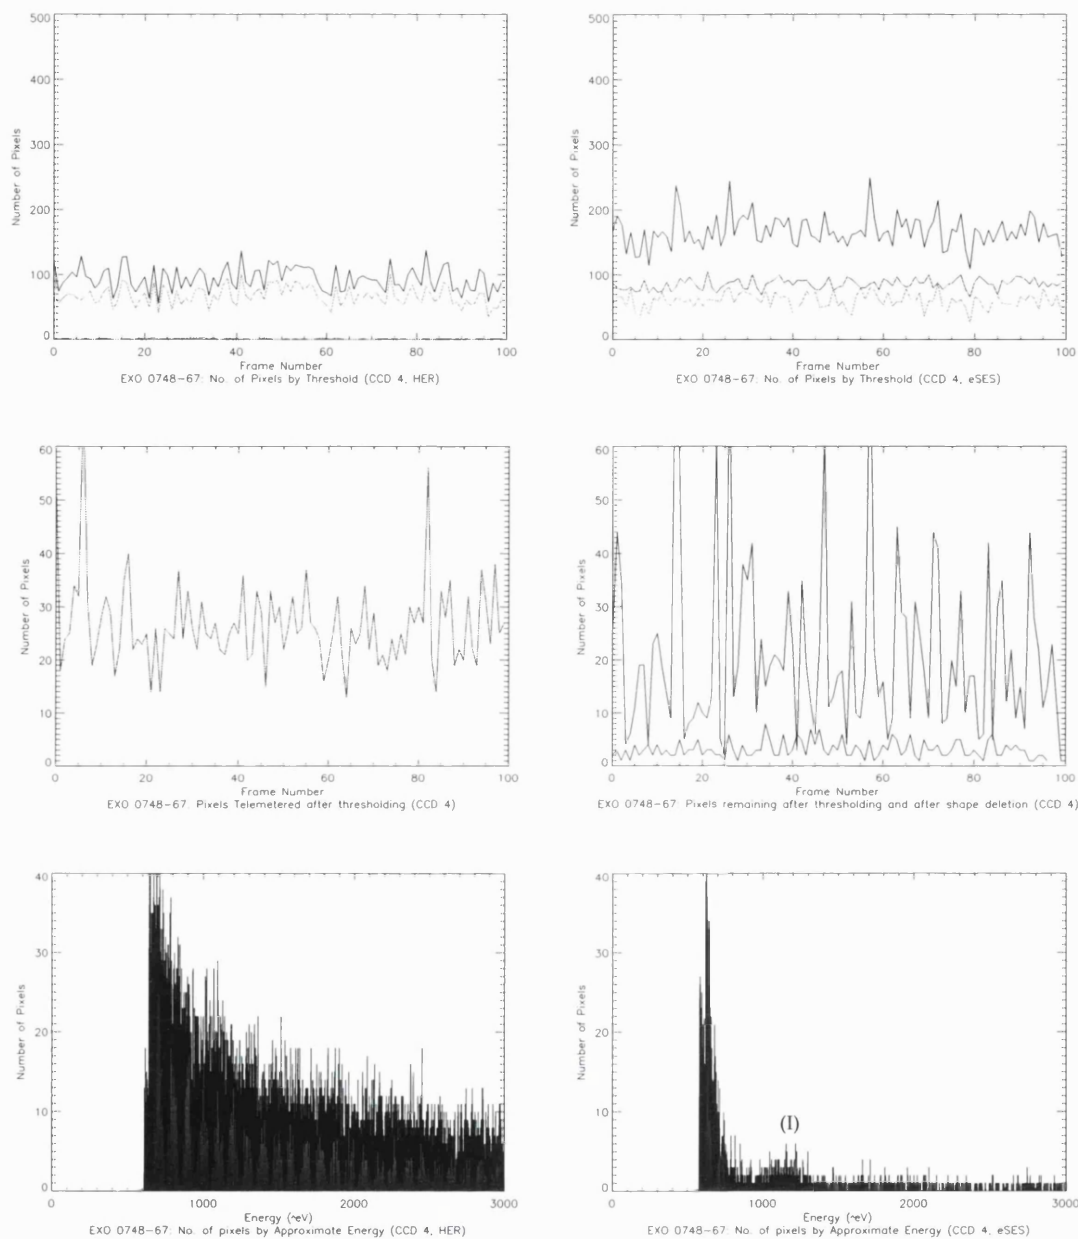 500
400
300
200
100
0
Number of Pixels
0 20 40 60 80 100
Frame Number
EXO 0748-67: No. of Pixels by Threshold (CCD 4, HER)
500
400
300
200
100
0
Number of Pixels
0 20 40 60 80 100
Frame Number
EXO 0748-67: No. of Pixels by Threshold (CCD 4, eSES)
60
50
40
30
20
10
0
Number of Pixels
0 20 40 60 80 100
Frame Number
EXO 0748-67. Pixels Telemetered after thresholding (CCD 4)
60
50
40
30
20
10
0
Number of Pixels
0 20 40 60 80 100
Frame Number
EXO 0748-67. Pixels remaining after thresholding and after shape deletion (CCD 4)
40
30
20
10
0
Number of Pixels
0 1000 2000 3000
Energy (~eV)
EXO 0748-67: No. of pixels by Approximate Energy (CCD 4, HER)
40
30
20
10
0
Number of Pixels
(I)
0 1000 2000 3000
Energy (~eV)
EXO 0748-67: No. of pixels by Approximate Energy (CCD 4, eSES)